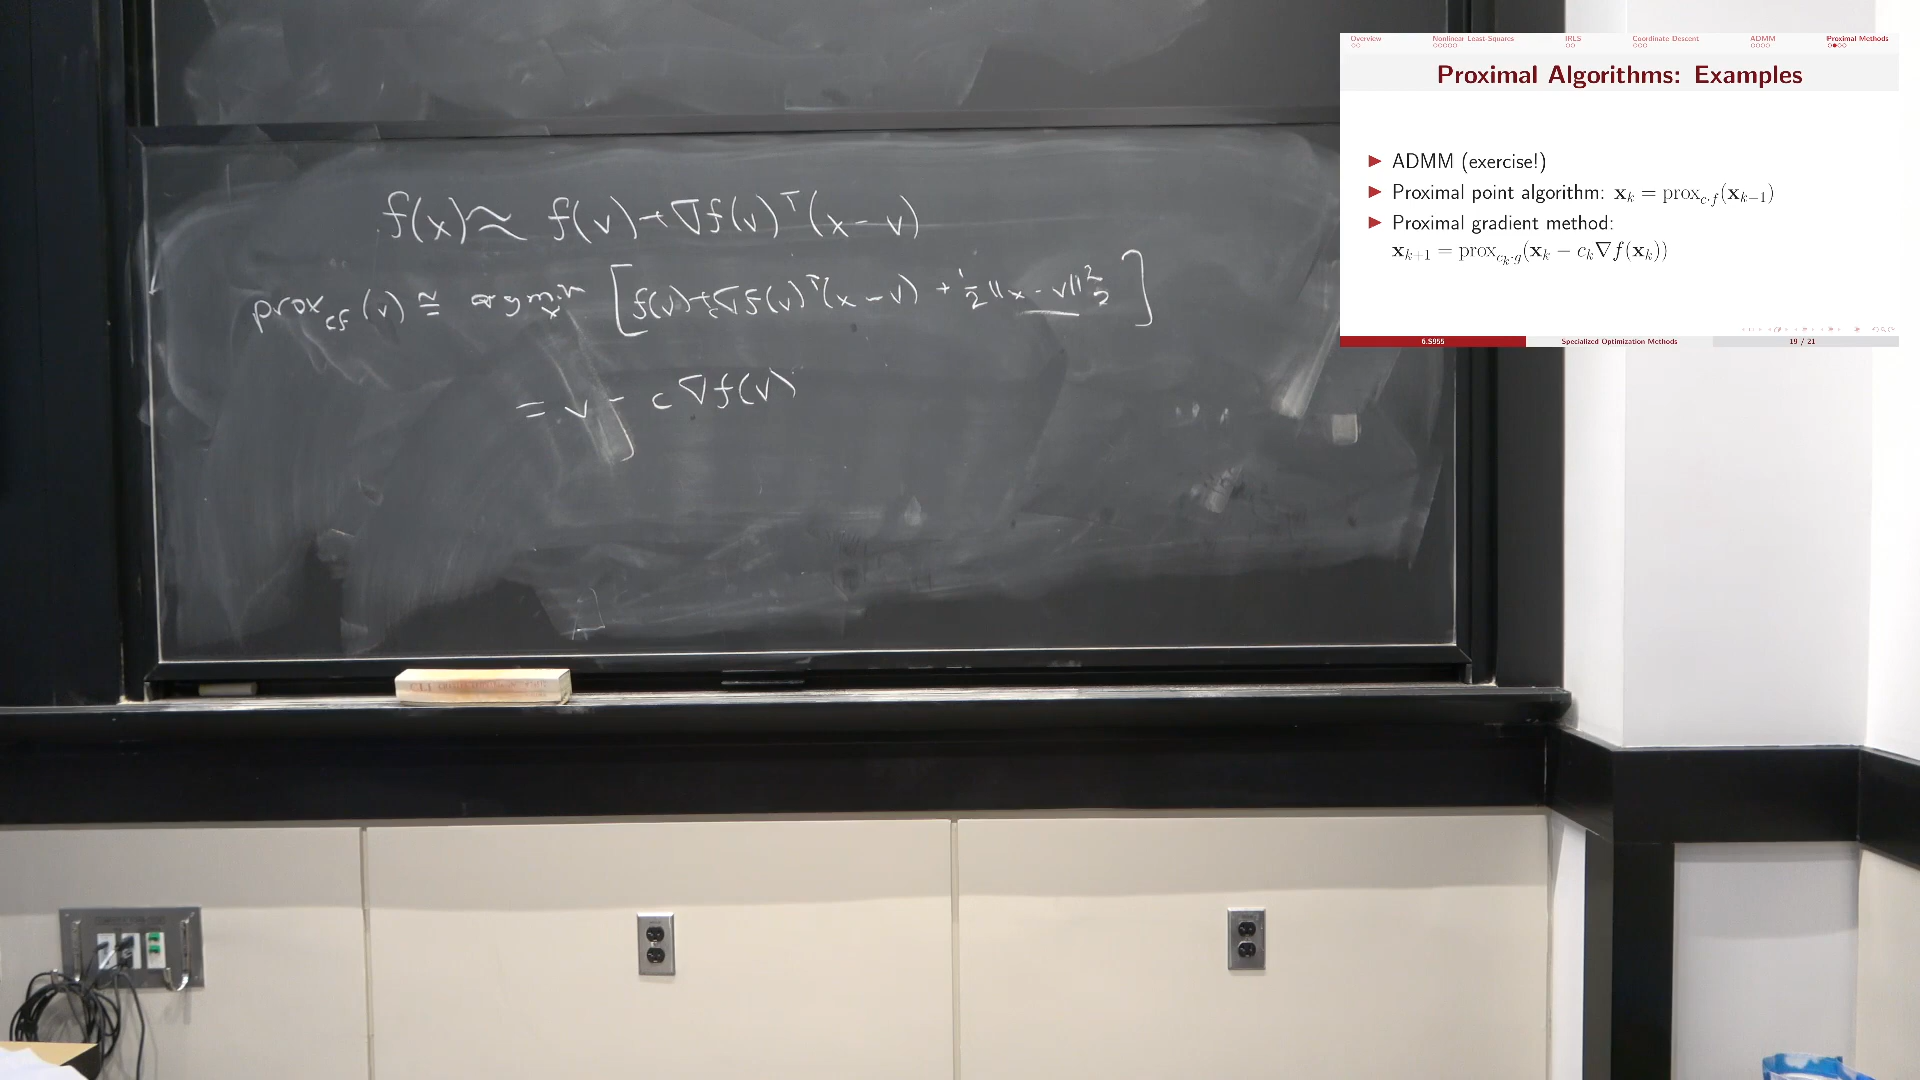 f(x) ≈ f(v) + ∇f(v)ᵀ(x − v)
prox_cf (v) ≅ argmin_x [f(v) + c∇f(v)ᵀ(x − v) + ½‖x − v‖₂²]
= v − c∇f(v)
Overview Nonlinear Least-Squares IRLS Coordinate Descent ADMM Proximal Methods
Proximal Algorithms: Examples
▶ ADMM (exercise!)
▶ Proximal point algorithm: x_k = prox_{c·f}(x_{k−1})
▶ Proximal gradient method:
x_{k+1} = prox_{c_k·g}(x_k − c_k∇f(x_k))
6.S955 Specialized Optimization Methods 19 / 21